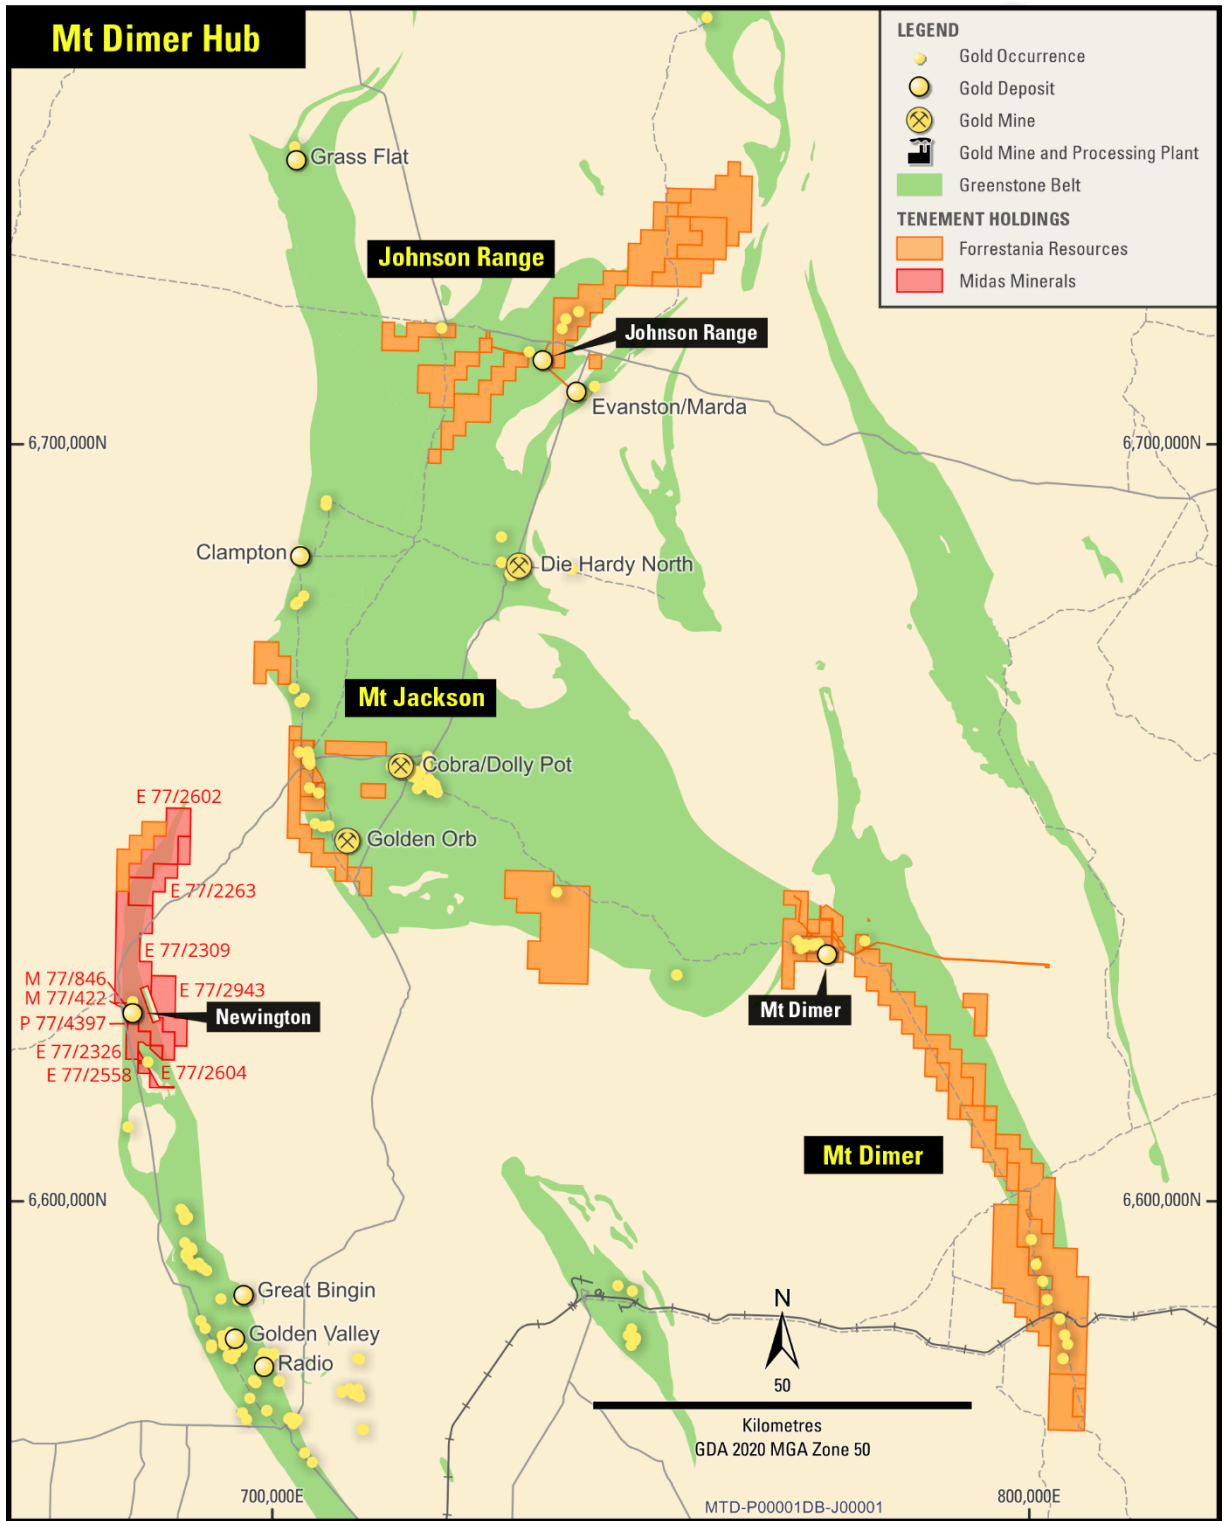 Mt Dimer Hub
LEGEND
Gold Occurrence
Gold Deposit
Gold Mine
Gold Mine and Processing Plant
Greenstone Belt
TENEMENT HOLDINGS
Forrestania Resources
Midas Minerals
Grass Flat
Johnson Range
Johnson Range
Evanston/Marda
6,700,000N
6,700,000N
Clampton
Die Hardy North
Mt Jackson
Cobra/Dolly Pot
E 77/2602
Golden Orb
E 77/2263
E 77/2309
M 77/846
E 77/2943
M 77/422
Newington
P 77/4397
Mt Dimer
E 77/2326
E 77/2558
E 77/2604
Mt Dimer
6,600,000N
6,600,000N
Great Bingin
Golden Valley
Radio
N
50
Kilometres
GDA 2020 MGA Zone 50
700,000E
MTD-P00001DB-J00001
800,000E